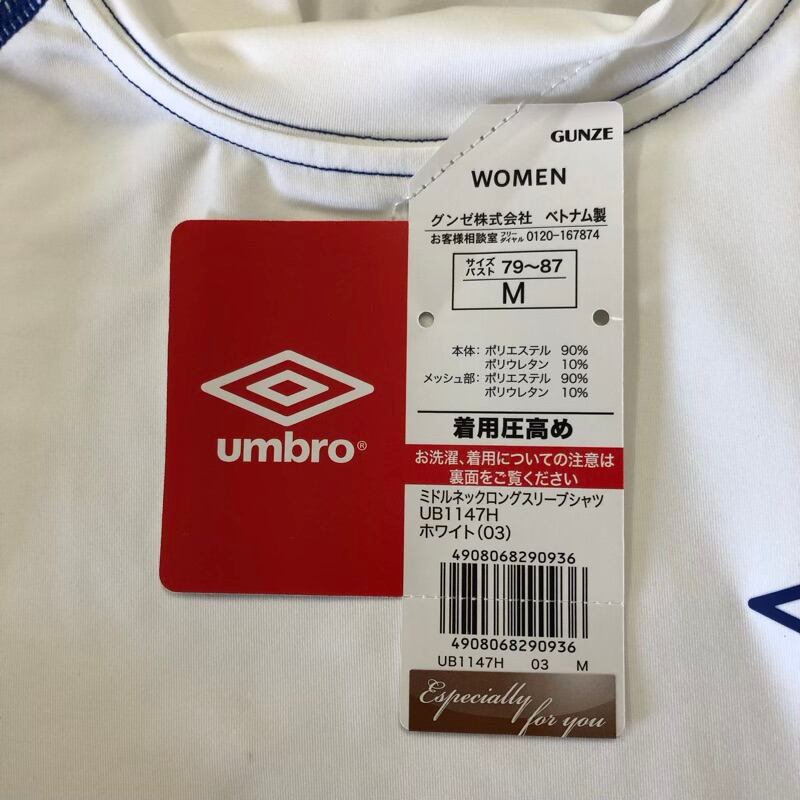 GUNZE
WOMEN
グンゼ株式会社 ベトナム製
お客様相談室 フリーダイヤル 0120-167874
サイズ
バスト 79～87
M
本体: ポリエステル 90%
ポリウレタン 10%
メッシュ部: ポリエステル 90%
ポリウレタン 10%
着用圧高め
お洗濯、着用についての注意は
裏面をご覧ください
ミドルネックロングスリーブシャツ
UB1147H
ホワイト(03)
4908068290936
4908068290936
UB1147H 03 M
Especially
for you
umbro®